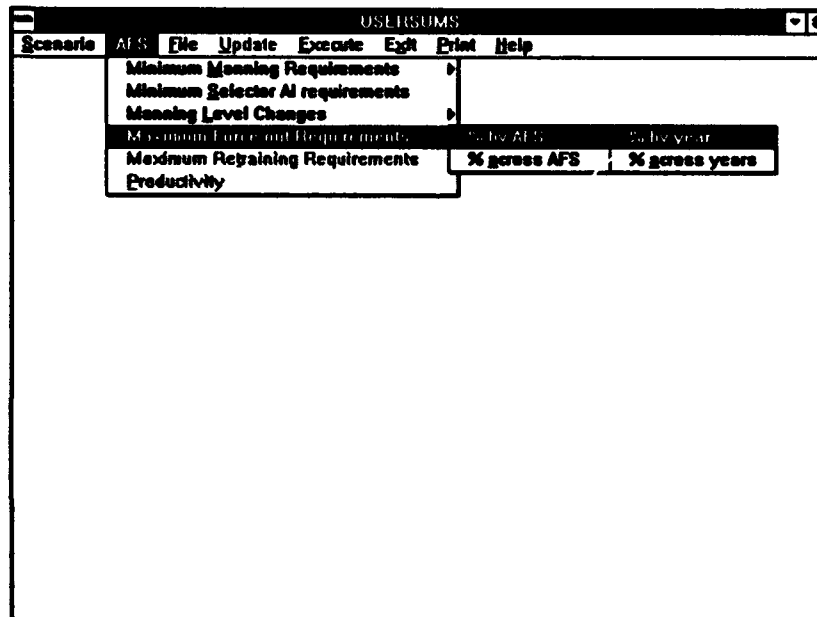 USERSUMS
Scenario AFS File Update Execute Exit Print Help
Minimum Manning Requirements
Minimum Selector AI requirements
Manning Level Changes
Maximum Force out Requirements % by AFS % by year
Maximum Retraining Requirements % across AFS % across years
Productivity